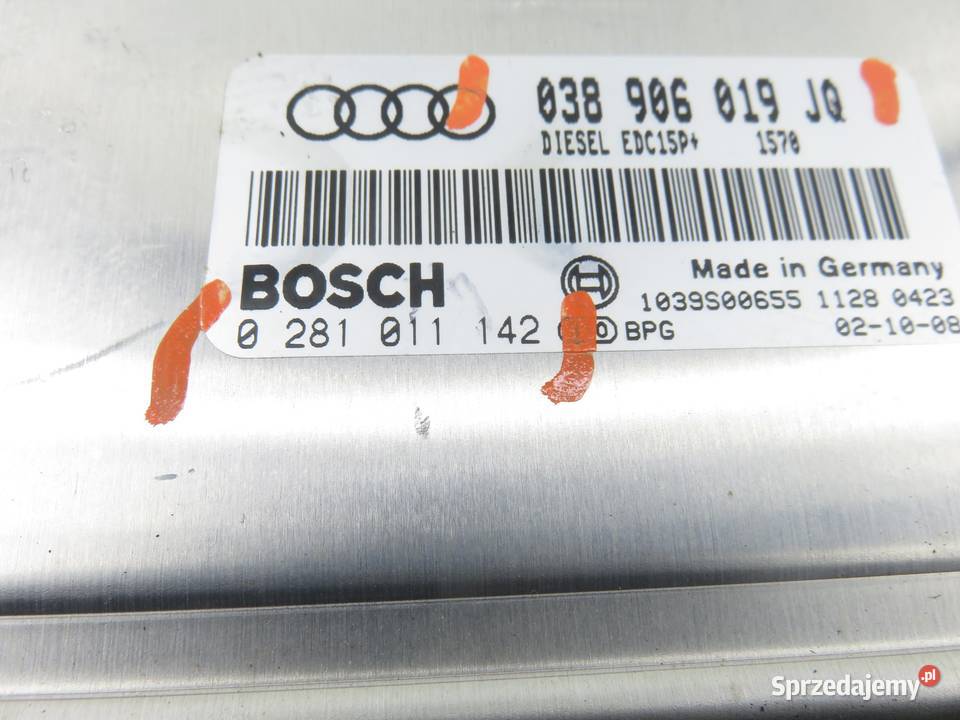 038 906 019 JQ
DIESEL EDC15P+ 1570
BOSCH
Made in Germany
1039S00655 1128 0423
0 281 011 142 BPG
02-10-08
Sprzedajemy.pl